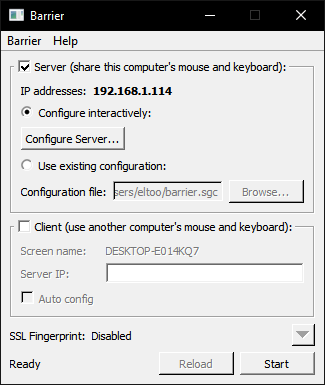 Barrier
Barrier Help
Server (share this computer's mouse and keyboard):
IP addresses: 192.168.1.114
Configure interactively:
Configure Server...
Use existing configuration:
Configuration file: sers/eltoo/barrier.sgc Browse...
Client (use another computer's mouse and keyboard):
Screen name: DESKTOP-E014KQ7
Server IP:
Auto config
SSL Fingerprint: Disabled
Ready Reload Start